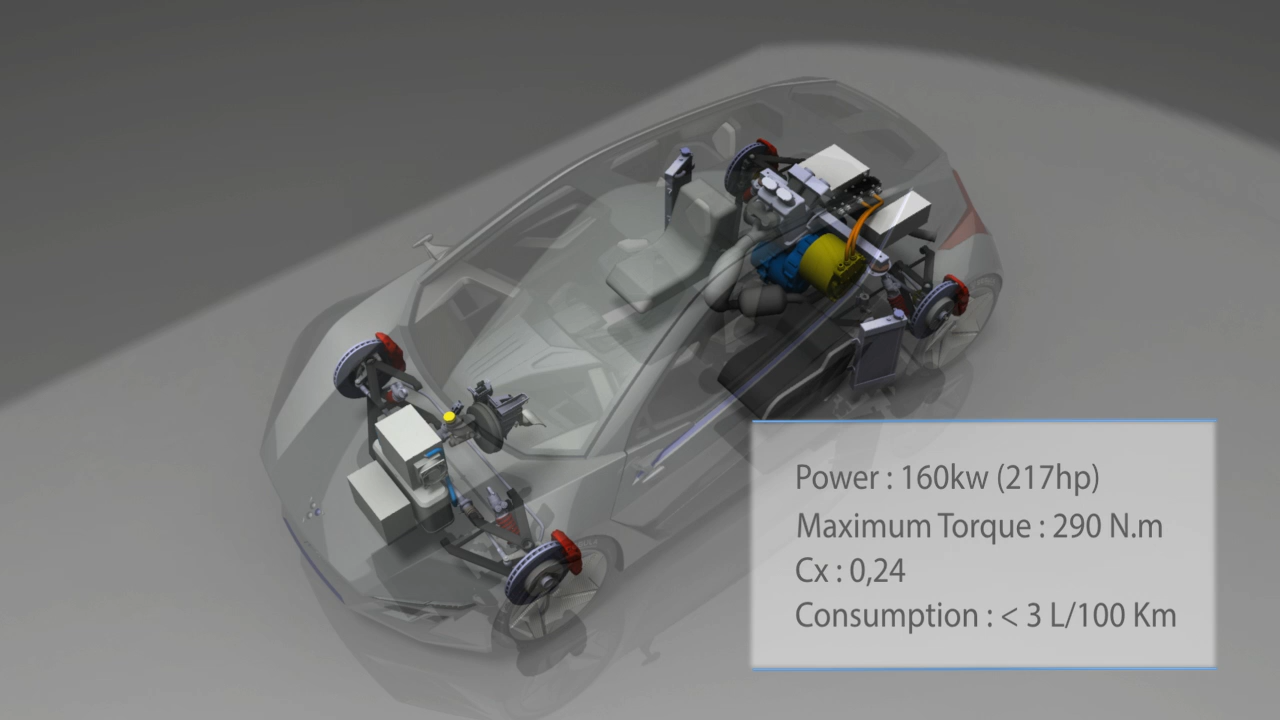 Power : 160kw (217hp)
Maximum Torque : 290 N.m
Cx : 0,24
Consumption : < 3 L/100 Km